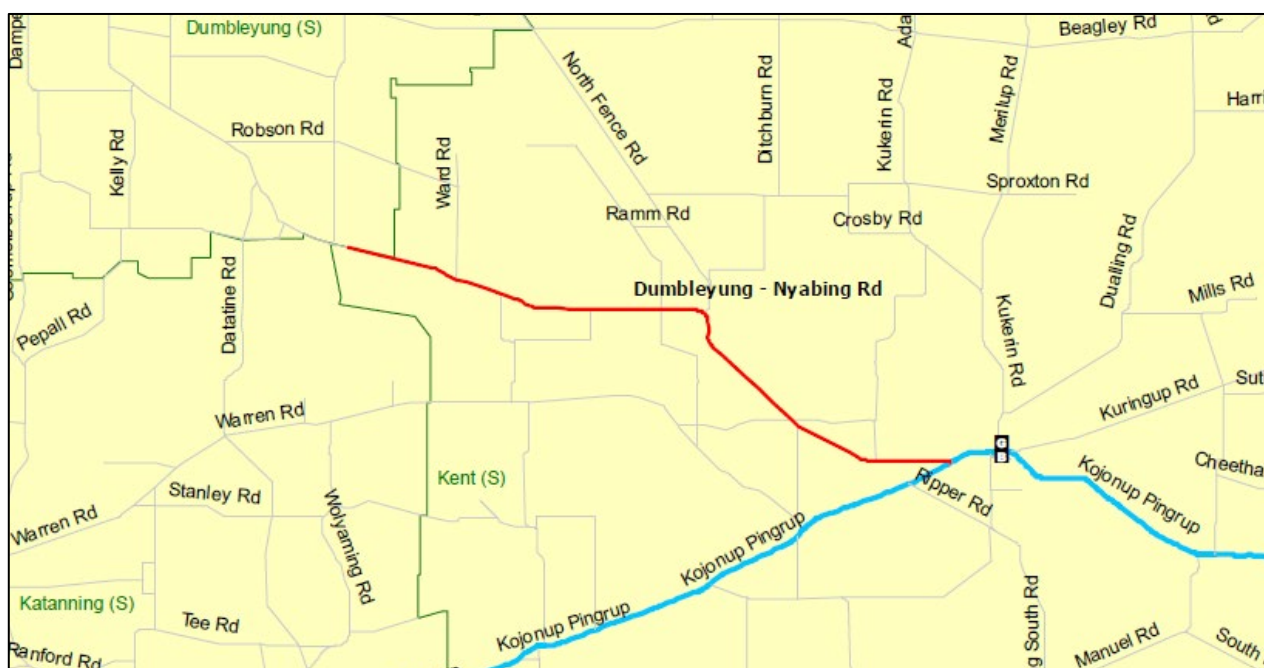 Dumbleyung (S)
Beagley Rd
North Fence Rd
Ditchburn Rd
Kukerin Rd
Merilup Rd
Robson Rd
Kelly Rd
Ward Rd
Sproxton Rd
Ramm Rd
Crosby Rd
Datatine Rd
Dualling Rd
Dumbleyung - Nyabing Rd
Mills Rd
Pepall Rd
Kukerin Rd
Kuringup Rd
Warren Rd
Kent (S)
Stanley Rd
Ripper Rd
Kojonup Pingrup
Warren Rd
Wolyaming Rd
Kojonup Pingrup
Katanning (S)
Tee Rd
Kojonup Pingrup
Manuel Rd
South
Ranford Rd
g South Rd